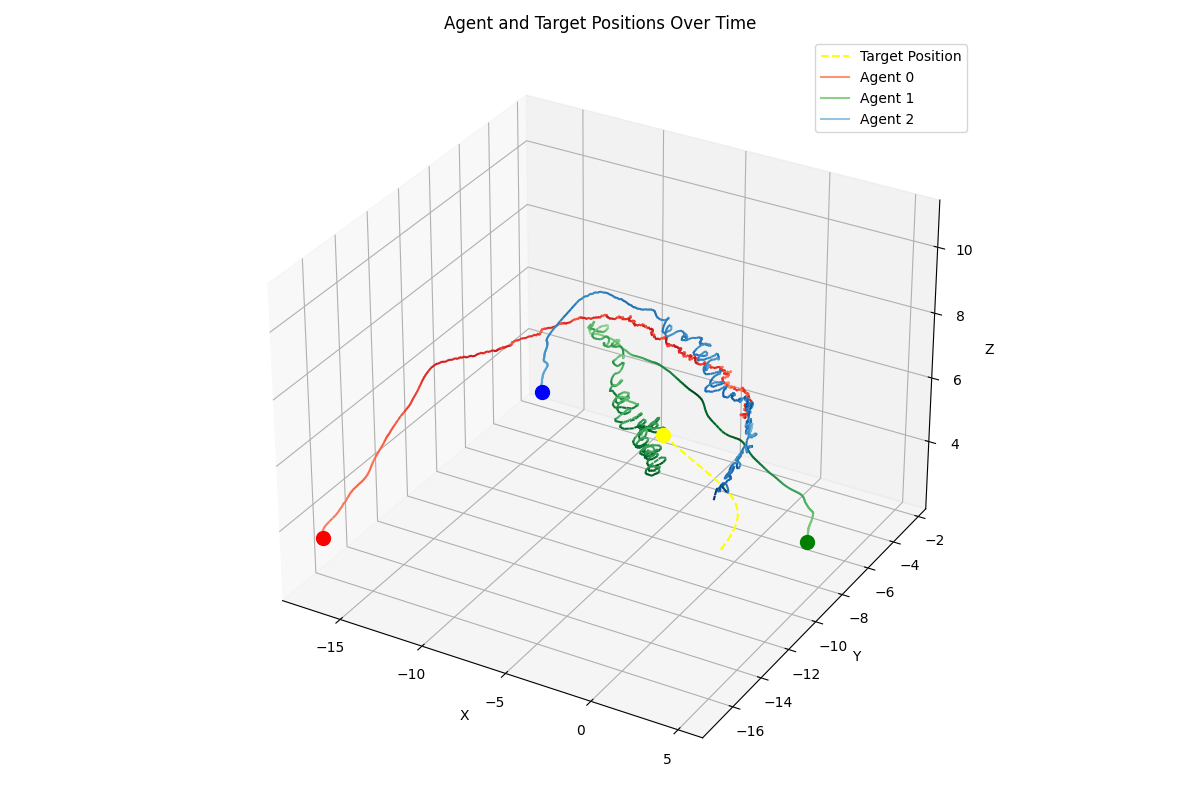 Agent and Target Positions Over Time
Target Position
Agent 0
Agent 1
Agent 2
10
8
6
4
Z
−2
−4
−6
−8
−10
−12
−14
−16
Y
−15
−10
−5
0
5
X